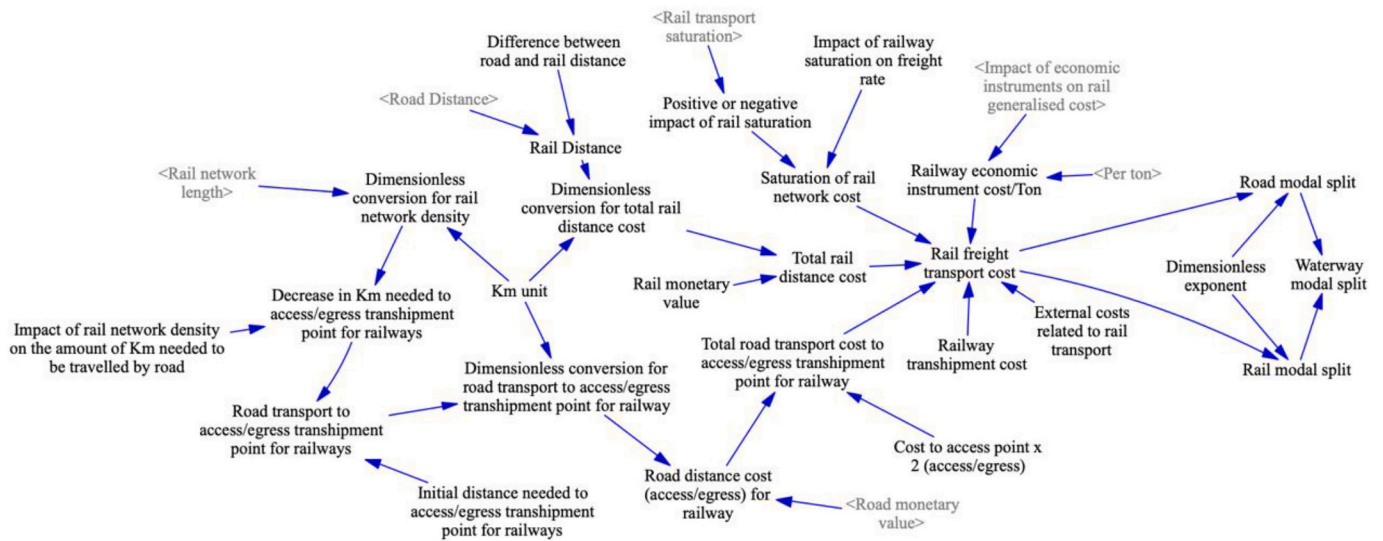 <Rail transport
saturation>
Difference between
road and rail distance
Impact of railway
saturation on freight
rate
<Impact of economic
instruments on rail
generalised cost>
<Road Distance>
Positive or negative
impact of rail saturation
Rail Distance
<Rail network
length>
Dimensionless
conversion for rail
network density
Dimensionless
conversion for total rail
distance cost
Saturation of rail
network cost
Railway economic
instrument cost/Ton
<Per ton>
Road modal split
Total rail
distance cost
Rail freight
transport cost
Dimensionless
exponent
Waterway
modal split
Km unit
Rail monetary
value
Decrease in Km needed to
access/egress transhipment
point for railways
External costs
related to rail
transport
Impact of rail network density
on the amount of Km needed to
be travelled by road
Total road transport cost to
access/egress transhipment
point for railway
Railway
transhipment cost
Dimensionless conversion for
road transport to access/egress
transhipment point for railway
Rail modal split
Road transport to
access/egress transhipment
point for railways
Cost to access point x
2 (access/egress)
Road distance cost
(access/egress) for
railway
Initial distance needed to
access/egress transhipment
point for railways
<Road monetary
value>